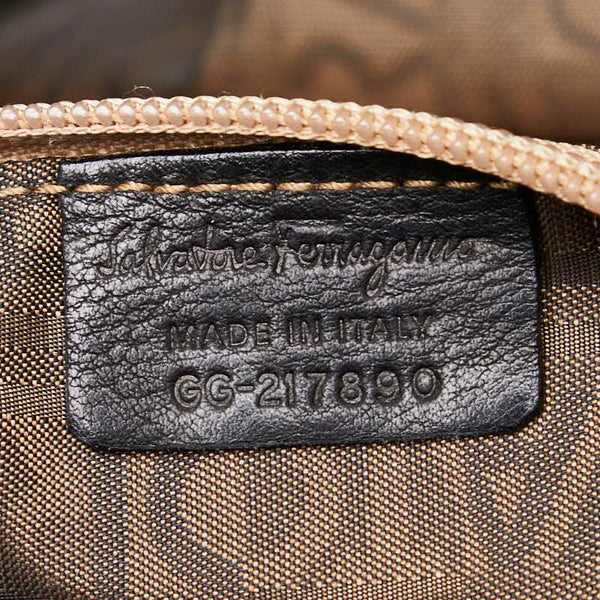 Salvatore Ferragamo
MADE IN ITALY
GG-217890